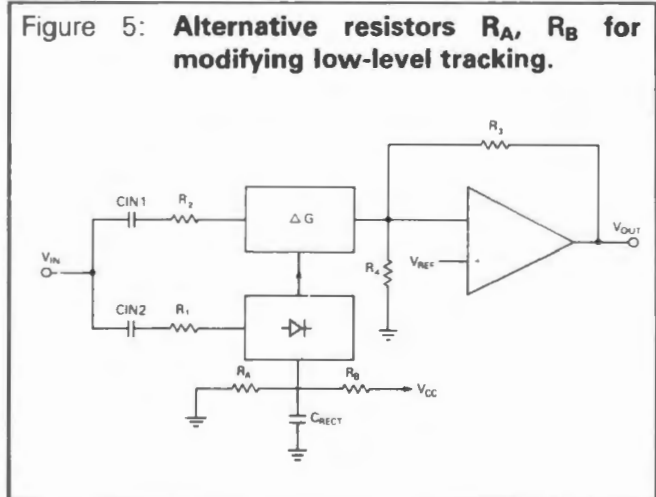 Figure 5: Alternative resistors RA, RB for
modifying low-level tracking.
R3
CIN1 R2
ΔG
VIN
R4
VREF
+
VOUT
CIN2 R1
RA RB
VCC
CRECT